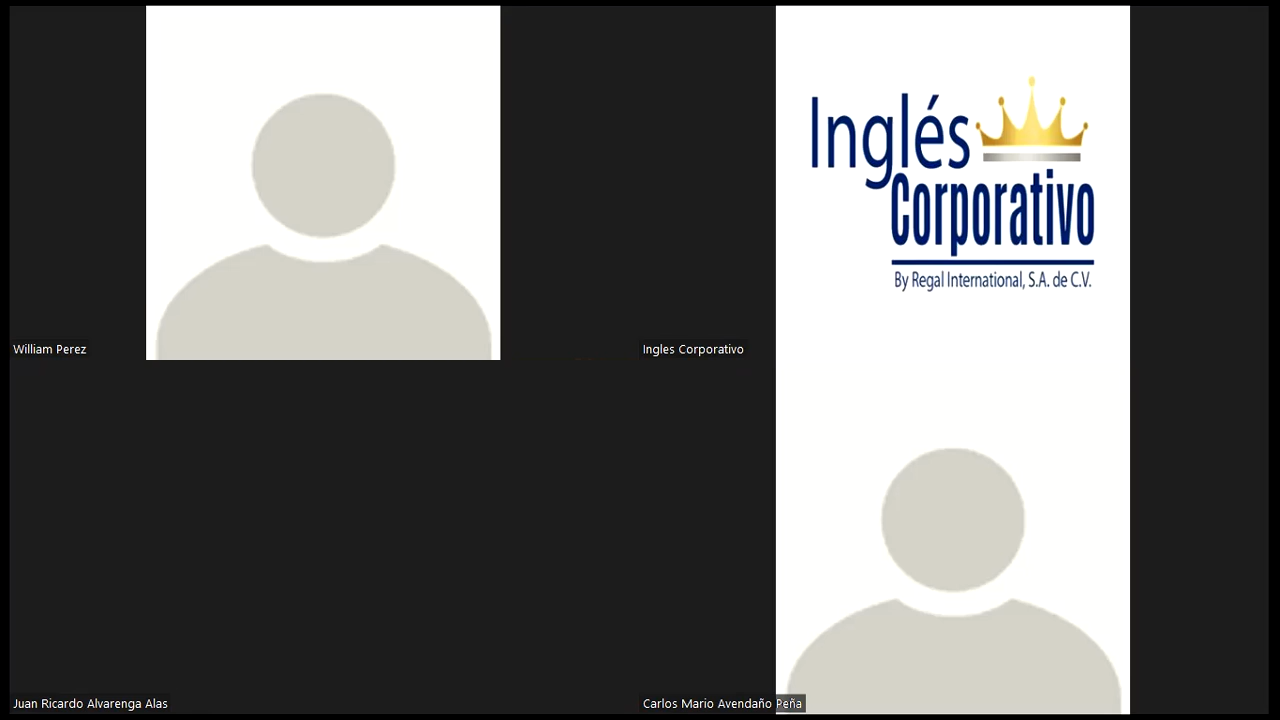 Inglés
Corporativo
By Regal International, S.A. de C.V.
William Perez
Ingles Corporativo
Juan Ricardo Alvarenga Alas
Carlos Mario Avendaño Peña